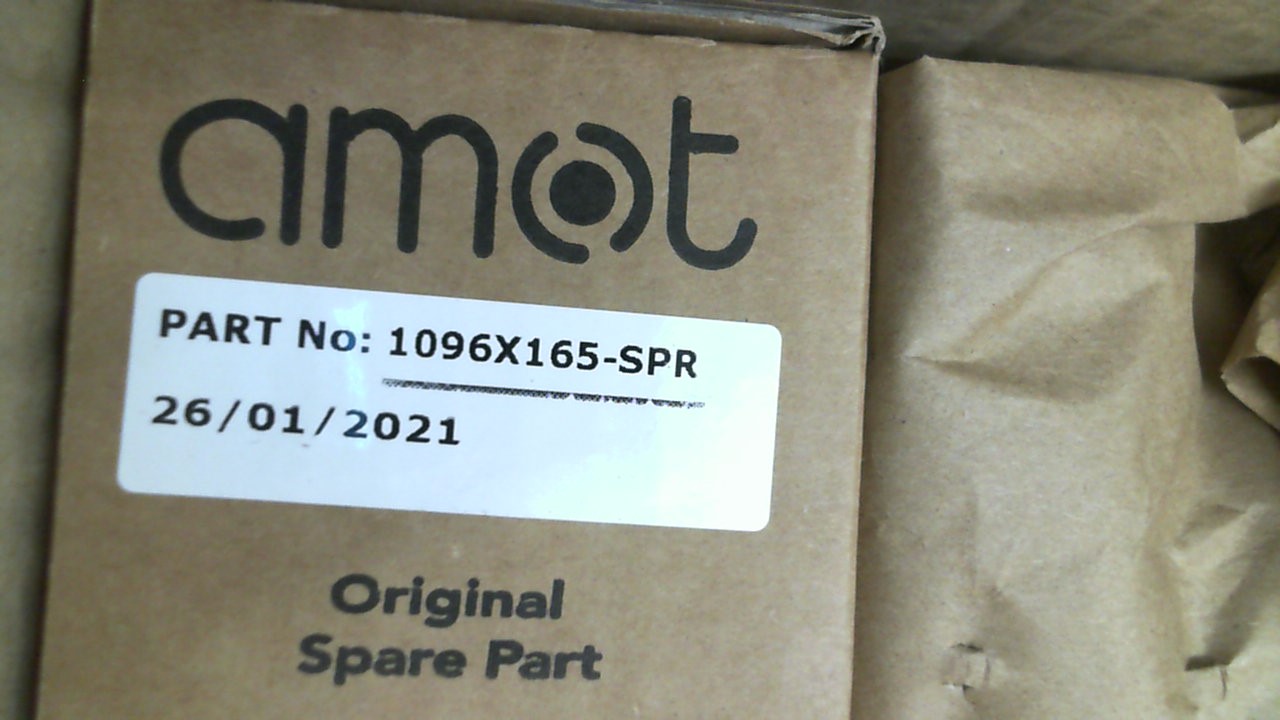 amot
PART No: 1096X165-SPR
26/01/2021
Original
Spare Part